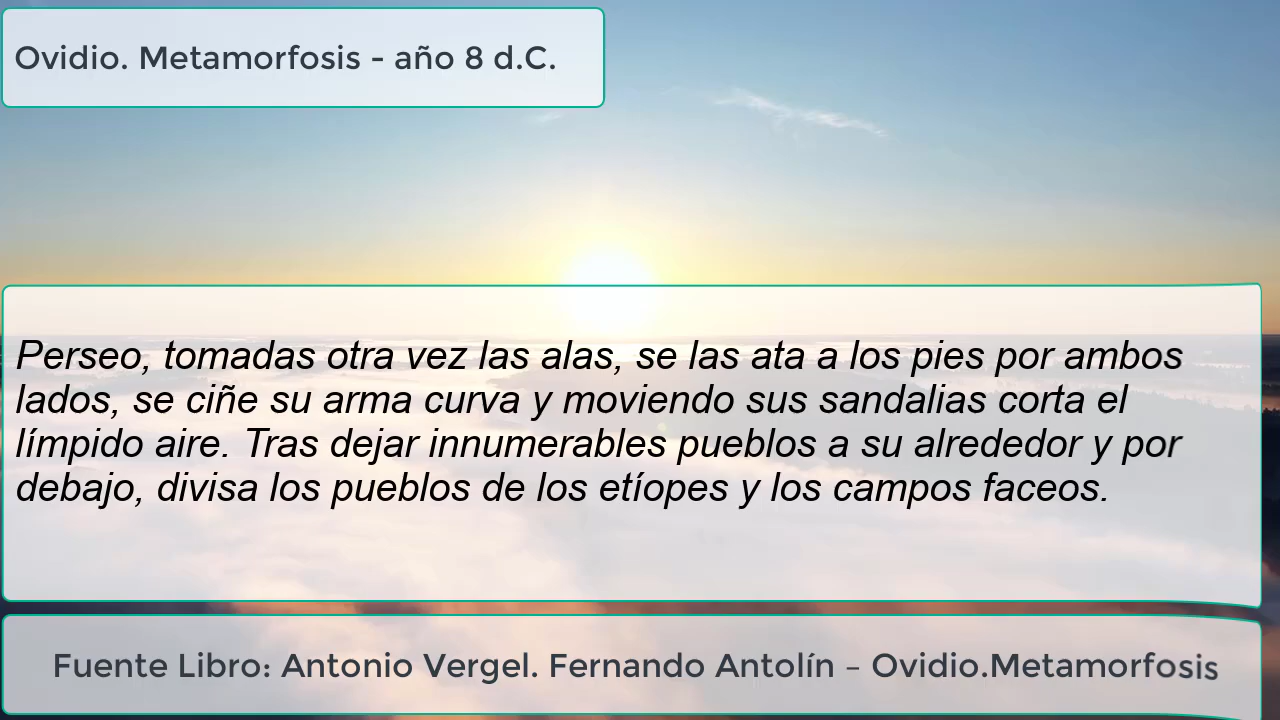 Ovidio. Metamorfosis - año 8 d.C.
Perseo, tomadas otra vez las alas, se las ata a los pies por ambos
lados, se ciñe su arma curva y moviendo sus sandalias corta el
límpido aire. Tras dejar innumerables pueblos a su alrededor y por
debajo, divisa los pueblos de los etíopes y los campos faceos.
Fuente Libro: Antonio Vergel. Fernando Antolín – Ovidio.Metamorfosis